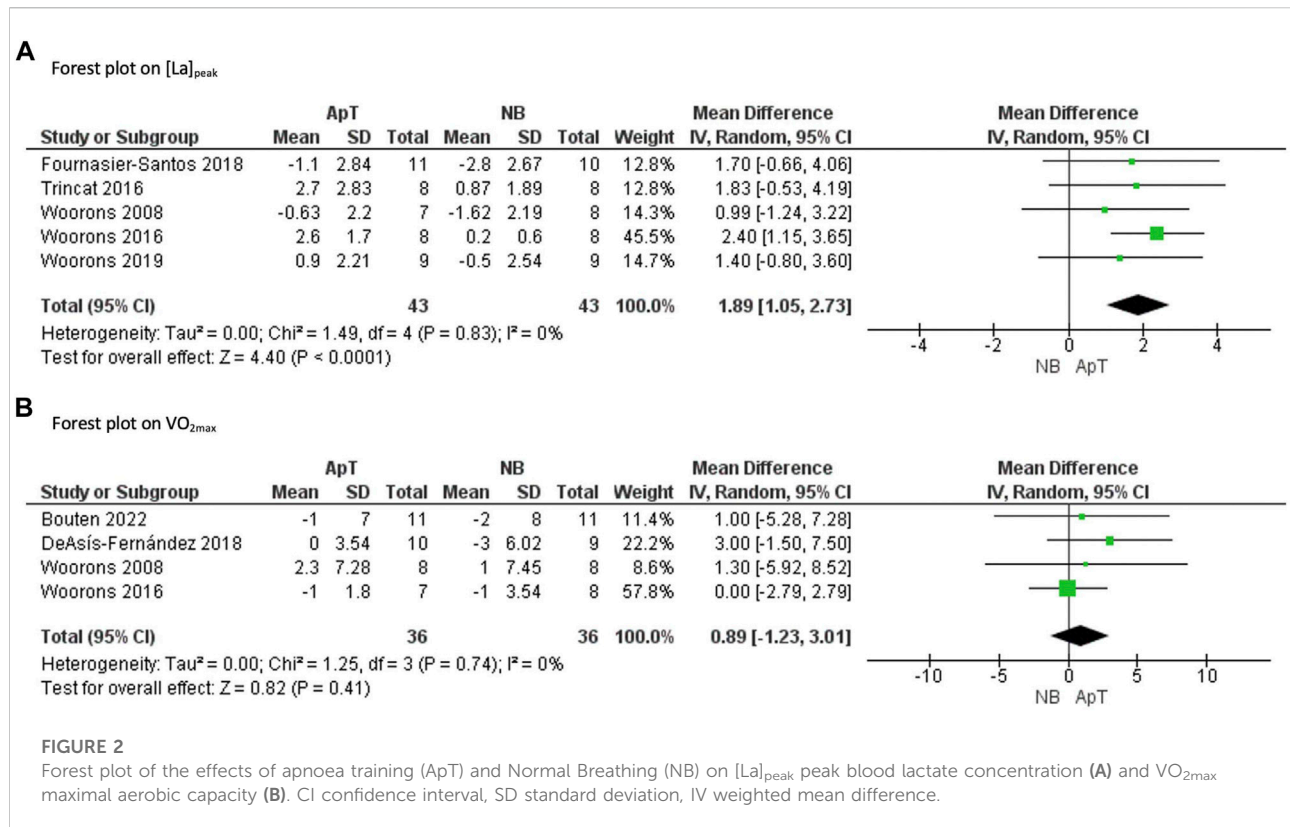 A
Forest plot on [La]peak
ApT NB Mean Difference Mean Difference
Study or Subgroup Mean SD Total Mean SD Total Weight IV, Random, 95% CI IV, Random, 95% CI
Fournasier-Santos 2018 -1.1 2.84 11 -2.8 2.67 10 12.8% 1.70 [-0.66, 4.06]
Trincat 2016 2.7 2.83 8 0.87 1.89 8 12.8% 1.83 [-0.53, 4.19]
Woorons 2008 -0.63 2.2 7 -1.62 2.19 8 14.3% 0.99 [-1.24, 3.22]
Woorons 2016 2.6 1.7 8 0.2 0.6 8 45.5% 2.40 [1.15, 3.65]
Woorons 2019 0.9 2.21 9 -0.5 2.54 9 14.7% 1.40 [-0.80, 3.60]
Total (95% CI) 43 43 100.0% 1.89 [1.05, 2.73]
Heterogeneity: Tau² = 0.00; Chi² = 1.49, df = 4 (P = 0.83); I² = 0%
Test for overall effect: Z = 4.40 (P < 0.0001)
-4 -2 0 2 4
NB ApT
B
Forest plot on VO2max
ApT NB Mean Difference Mean Difference
Study or Subgroup Mean SD Total Mean SD Total Weight IV, Random, 95% CI IV, Random, 95% CI
Bouten 2022 -1 7 11 -2 8 11 11.4% 1.00 [-5.28, 7.28]
DeAsís-Fernández 2018 0 3.54 10 -3 6.02 9 22.2% 3.00 [-1.50, 7.50]
Woorons 2008 2.3 7.28 8 1 7.45 8 8.6% 1.30 [-5.92, 8.52]
Woorons 2016 -1 1.8 7 -1 3.54 8 57.8% 0.00 [-2.79, 2.79]
Total (95% CI) 36 36 100.0% 0.89 [-1.23, 3.01]
Heterogeneity: Tau² = 0.00; Chi² = 1.25, df = 3 (P = 0.74); I² = 0%
Test for overall effect: Z = 0.82 (P = 0.41)
-10 -5 0 5 10
NB ApT
FIGURE 2
Forest plot of the effects of apnoea training (ApT) and Normal Breathing (NB) on [La]peak peak blood lactate concentration (A) and VO2max
maximal aerobic capacity (B). CI confidence interval, SD standard deviation, IV weighted mean difference.